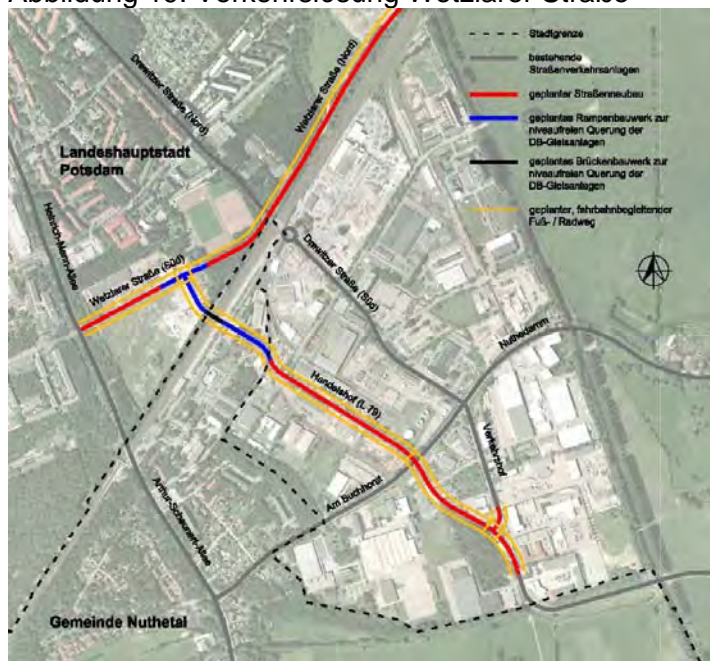 Abbildung 10: Verkehrslösung Wetzlarer Straße
Stadtgrenze
bestehende
Straßenverkehrsanlagen
geplanter Straßenneubau
geplantes Rampenbauwerk zur
niveaufreien Querung der
DB-Gleisanlagen
geplantes Brückenbauwerk zur
niveaufreien Querung der
DB-Gleisanlagen
geplanter, fahrbahnbegleitender
Fuß- / Radweg
Drewitzer Straße (Nord)
Wetzlarer Straße (Nord)
Landeshauptstadt
Potsdam
Heinrich-Mann-Allee
Wetzlarer Straße (Süd)
Drewitzer Straße (Süd)
Nuthedamm
Handelshof (L 79)
Verkehrshof
Am Buchhorst
Arthur-Scheunert-Allee
Gemeinde Nuthetal